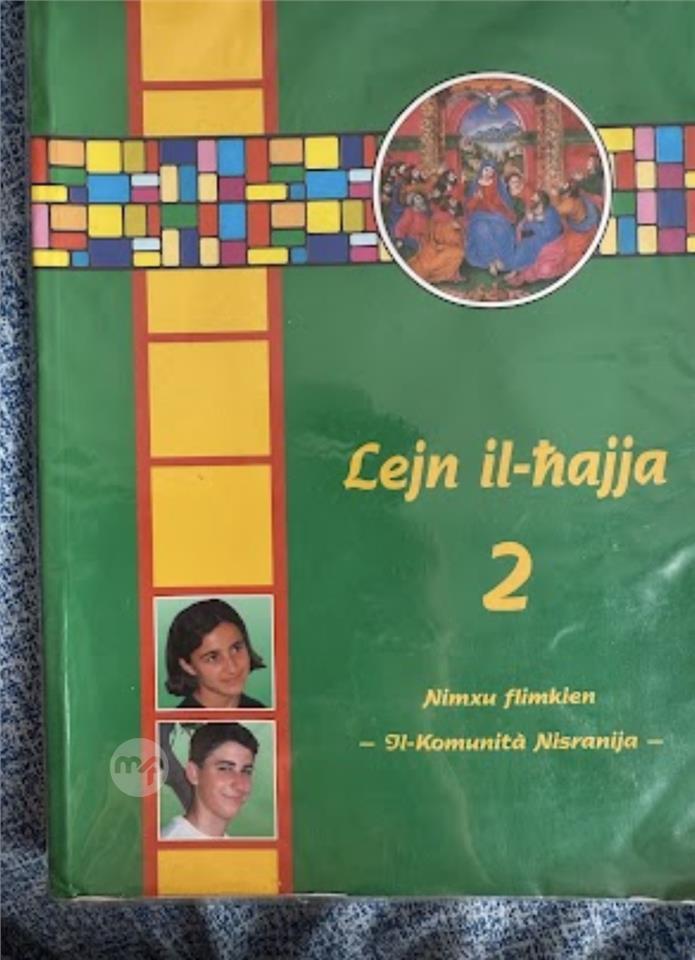 Lejn il-ħajja
2
Nimxu flimkien
– Il-Komunità Nisranija –